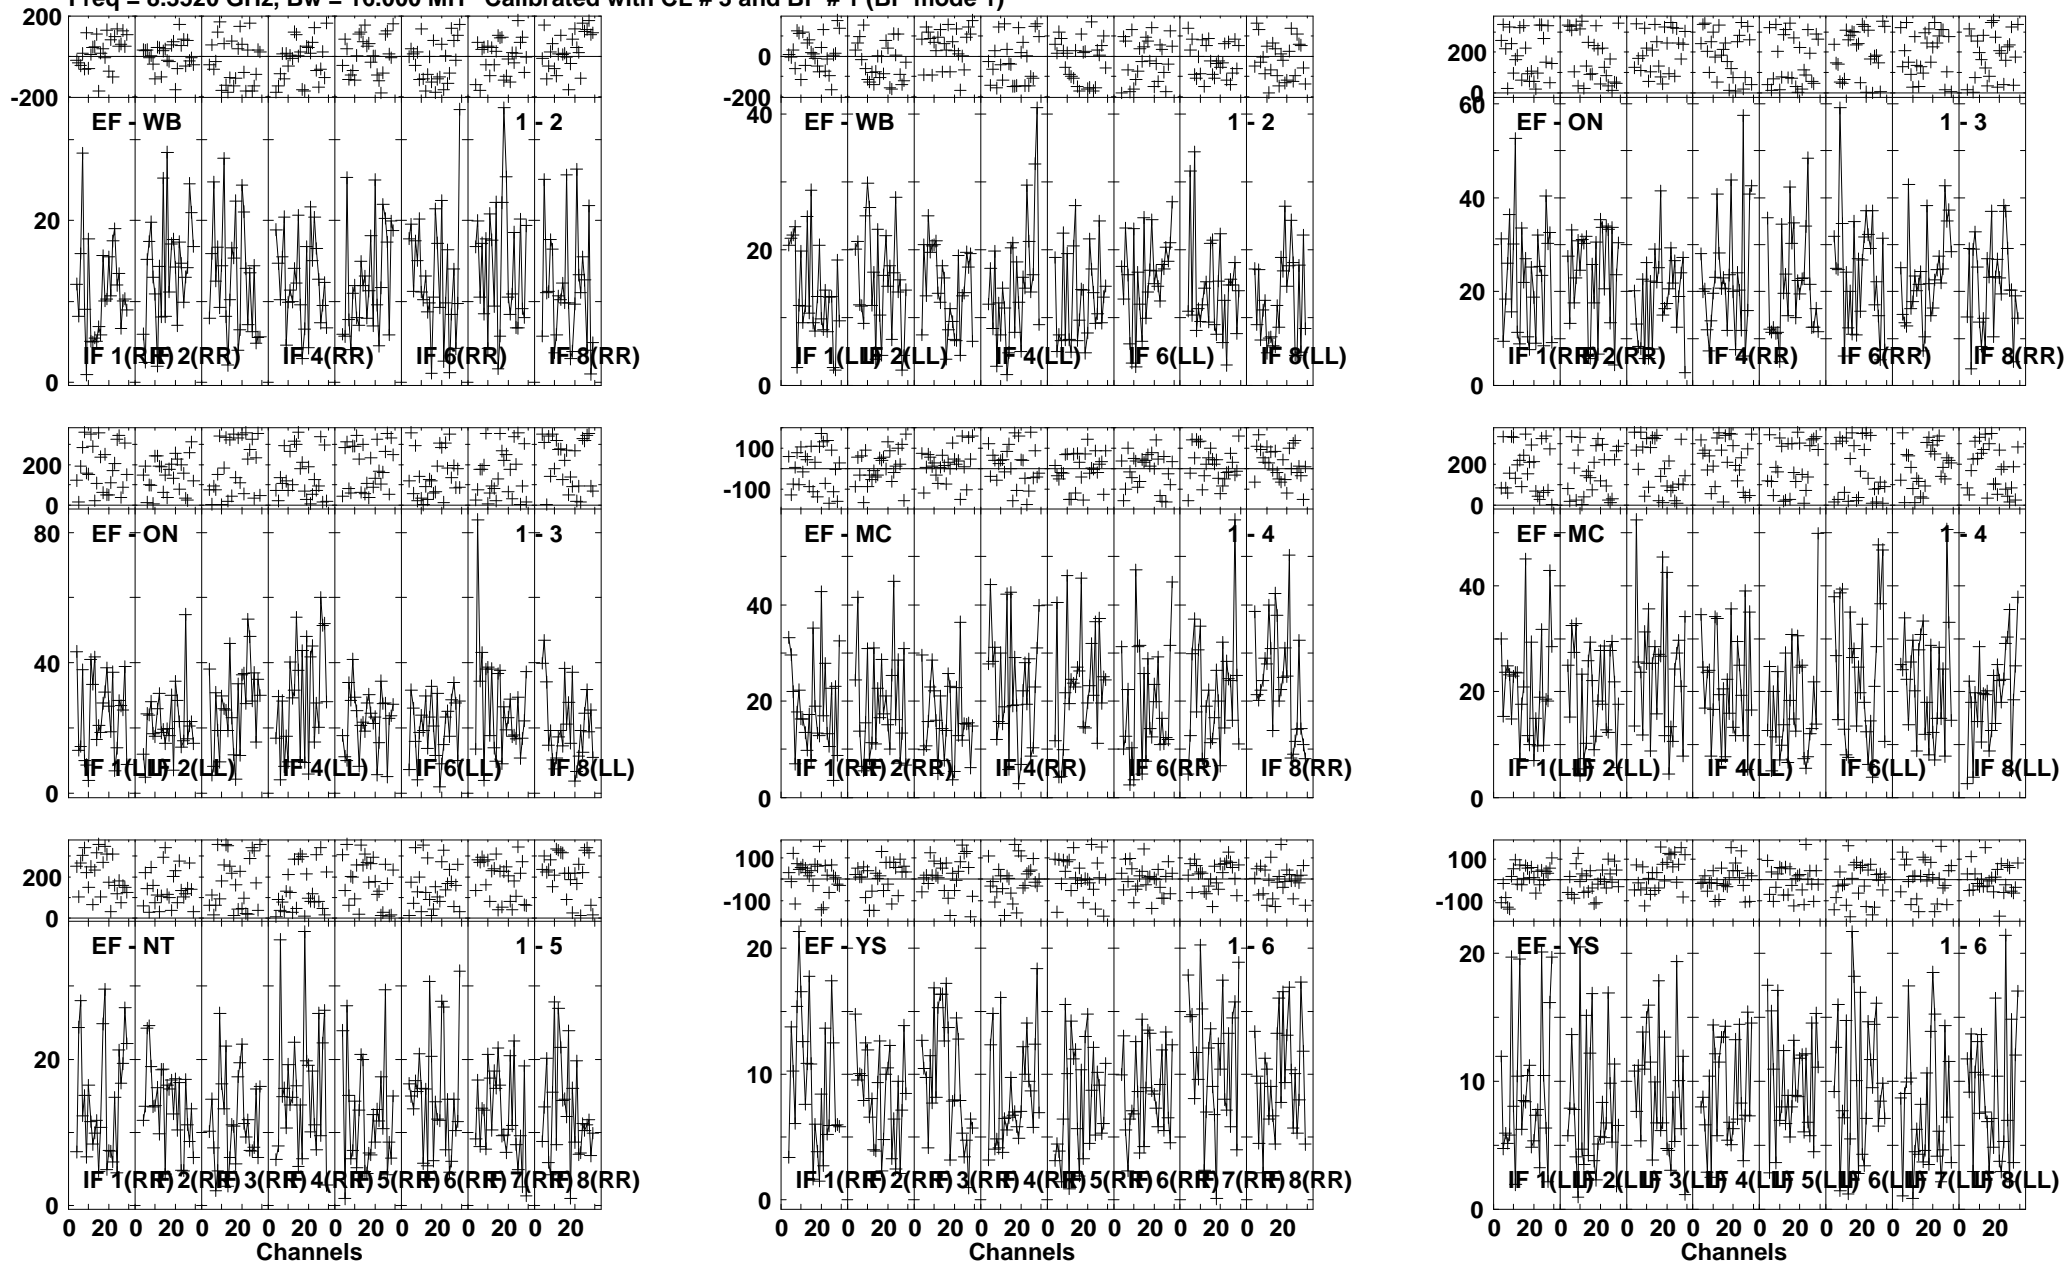 Freq = 8.3320 GHz, Bw = 16.000 MH Calibrated with CL # 3 and BP # 1 (BP mode 1)
200
0
-200
EF - WB 1 - 2
20
0
IF 1(RR) IF 2(RR) IF 4(RR) IF 6(RR) IF 8(RR)
200
0
-200
40
EF - WB 1 - 2
20
0
IF 1(LL) IF 2(LL) IF 4(LL) IF 6(LL) IF 8(LL)
200
0
60
EF - ON 1 - 3
40
20
0
IF 1(RR) IF 2(RR) IF 4(RR) IF 6(RR) IF 8(RR)
200
0
80
EF - ON 1 - 3
40
0
IF 1(LL) IF 2(LL) IF 4(LL) IF 6(LL) IF 8(LL)
100
-100
EF - MC 1 - 4
40
20
0
IF 1(RR) IF 2(RR) IF 4(RR) IF 6(RR) IF 8(RR)
200
0
EF - MC 1 - 4
40
20
0
IF 1(LL) IF 2(LL) IF 4(LL) IF 6(LL) IF 8(LL)
200
0
EF - NT 1 - 5
20
0
IF 1(RR) IF 2(RR) IF 3(RR) IF 4(RR) IF 5(RR) IF 6(RR) IF 7(RR) IF 8(RR)
0 20 0 20 0 20 0 20 0 20 0 20 0 20 0 20
Channels
100
-100
EF - YS 1 - 6
20
10
0
IF 1(RR) IF 2(RR) IF 3(RR) IF 4(RR) IF 5(RR) IF 6(RR) IF 7(RR) IF 8(RR)
0 20 0 20 0 20 0 20 0 20 0 20 0 20 0 20
Channels
100
-100
EF - YS 1 - 6
20
10
0
IF 1(LL) IF 2(LL) IF 3(LL) IF 4(LL) IF 5(LL) IF 6(LL) IF 7(LL) IF 8(LL)
0 20 0 20 0 20 0 20 0 20 0 20 0 20 0 20
Channels